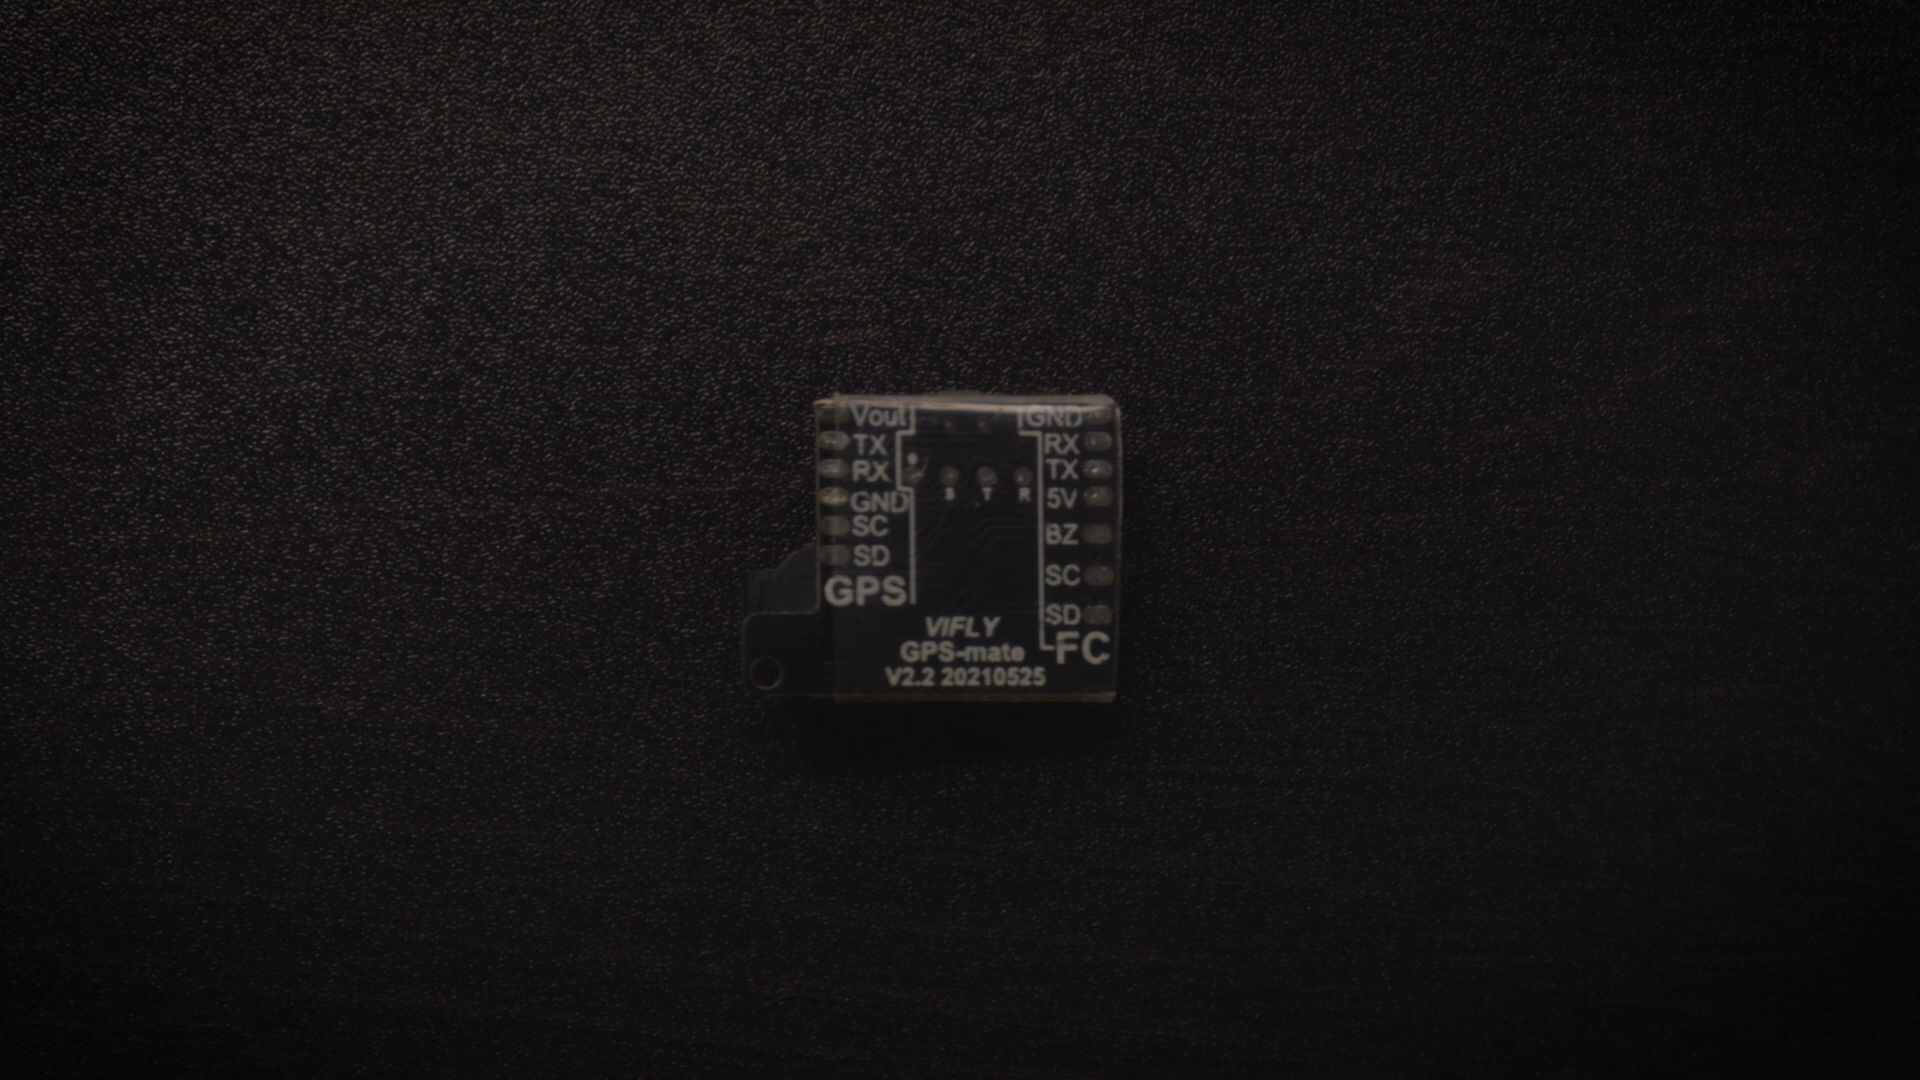 Vout
TX
RX
GND
SC
SD
GPS
S T R
GND
RX
TX
5V
BZ
SC
SD
FC
VIFLY
GPS-mate
V2.2 20210525